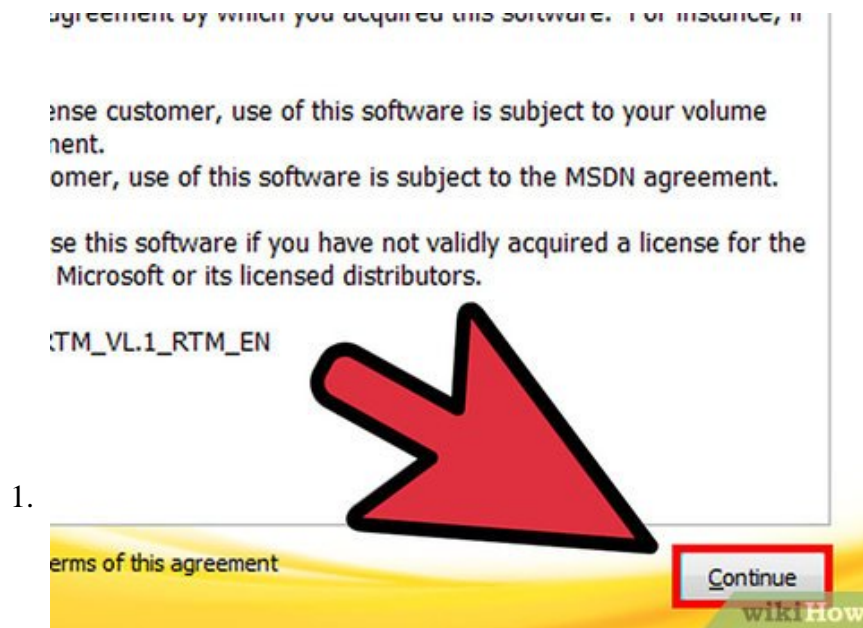 agreement by which you acquired this software. For instance, if
ense customer, use of this software is subject to your volume
nent.
omer, use of this software is subject to the MSDN agreement.
se this software if you have not validly acquired a license for the
Microsoft or its licensed distributors.
RTM_VL.1_RTM_EN
1.
erms of this agreement
Continue
wikiHow